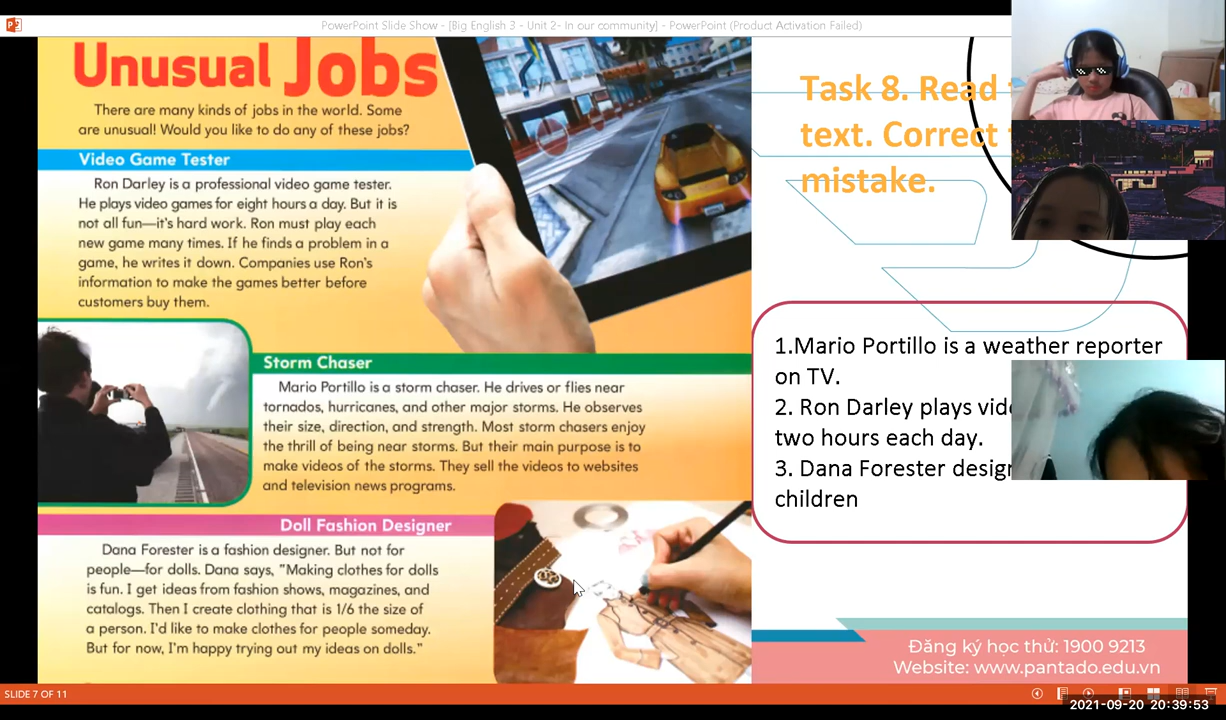 PowerPoint Slide Show - [Big English 3 - Unit 2- In our community] - PowerPoint (Product Activation Failed)
Unusual Jobs
There are many kinds of jobs in the world. Some
are unusual! Would you like to do any of these jobs?
Video Game Tester
Ron Darley is a professional video game tester.
He plays video games for eight hours a day. But it is
not all fun—it's hard work. Ron must play each
new game many times. If he finds a problem in a
game, he writes it down. Companies use Ron's
information to make the games better before
customers buy them.
Storm Chaser
Mario Portillo is a storm chaser. He drives or flies near
tornados, hurricanes, and other major storms. He observes
their size, direction, and strength. Most storm chasers enjoy
the thrill of being near storms. But their main purpose is to
make videos of the storms. They sell the videos to websites
and television news programs.
Doll Fashion Designer
Dana Forester is a fashion designer. But not for
people—for dolls. Dana says, "Making clothes for dolls
is fun. I get ideas from fashion shows, magazines, and
catalogs. Then I create clothing that is 1/6 the size of
a person. I'd like to make clothes for people someday.
But for now, I'm happy trying out my ideas on dolls."
Task 8. Read
text. Correct
mistake.
1.Mario Portillo is a weather reporter
on TV.
2. Ron Darley plays
two hours each day.
3. Dana Forester
children
Đăng ký học thử: 1900 9213
Website: www.pantado.edu.vn
SLIDE 7 OF 11
2021-09-20 20:39:53